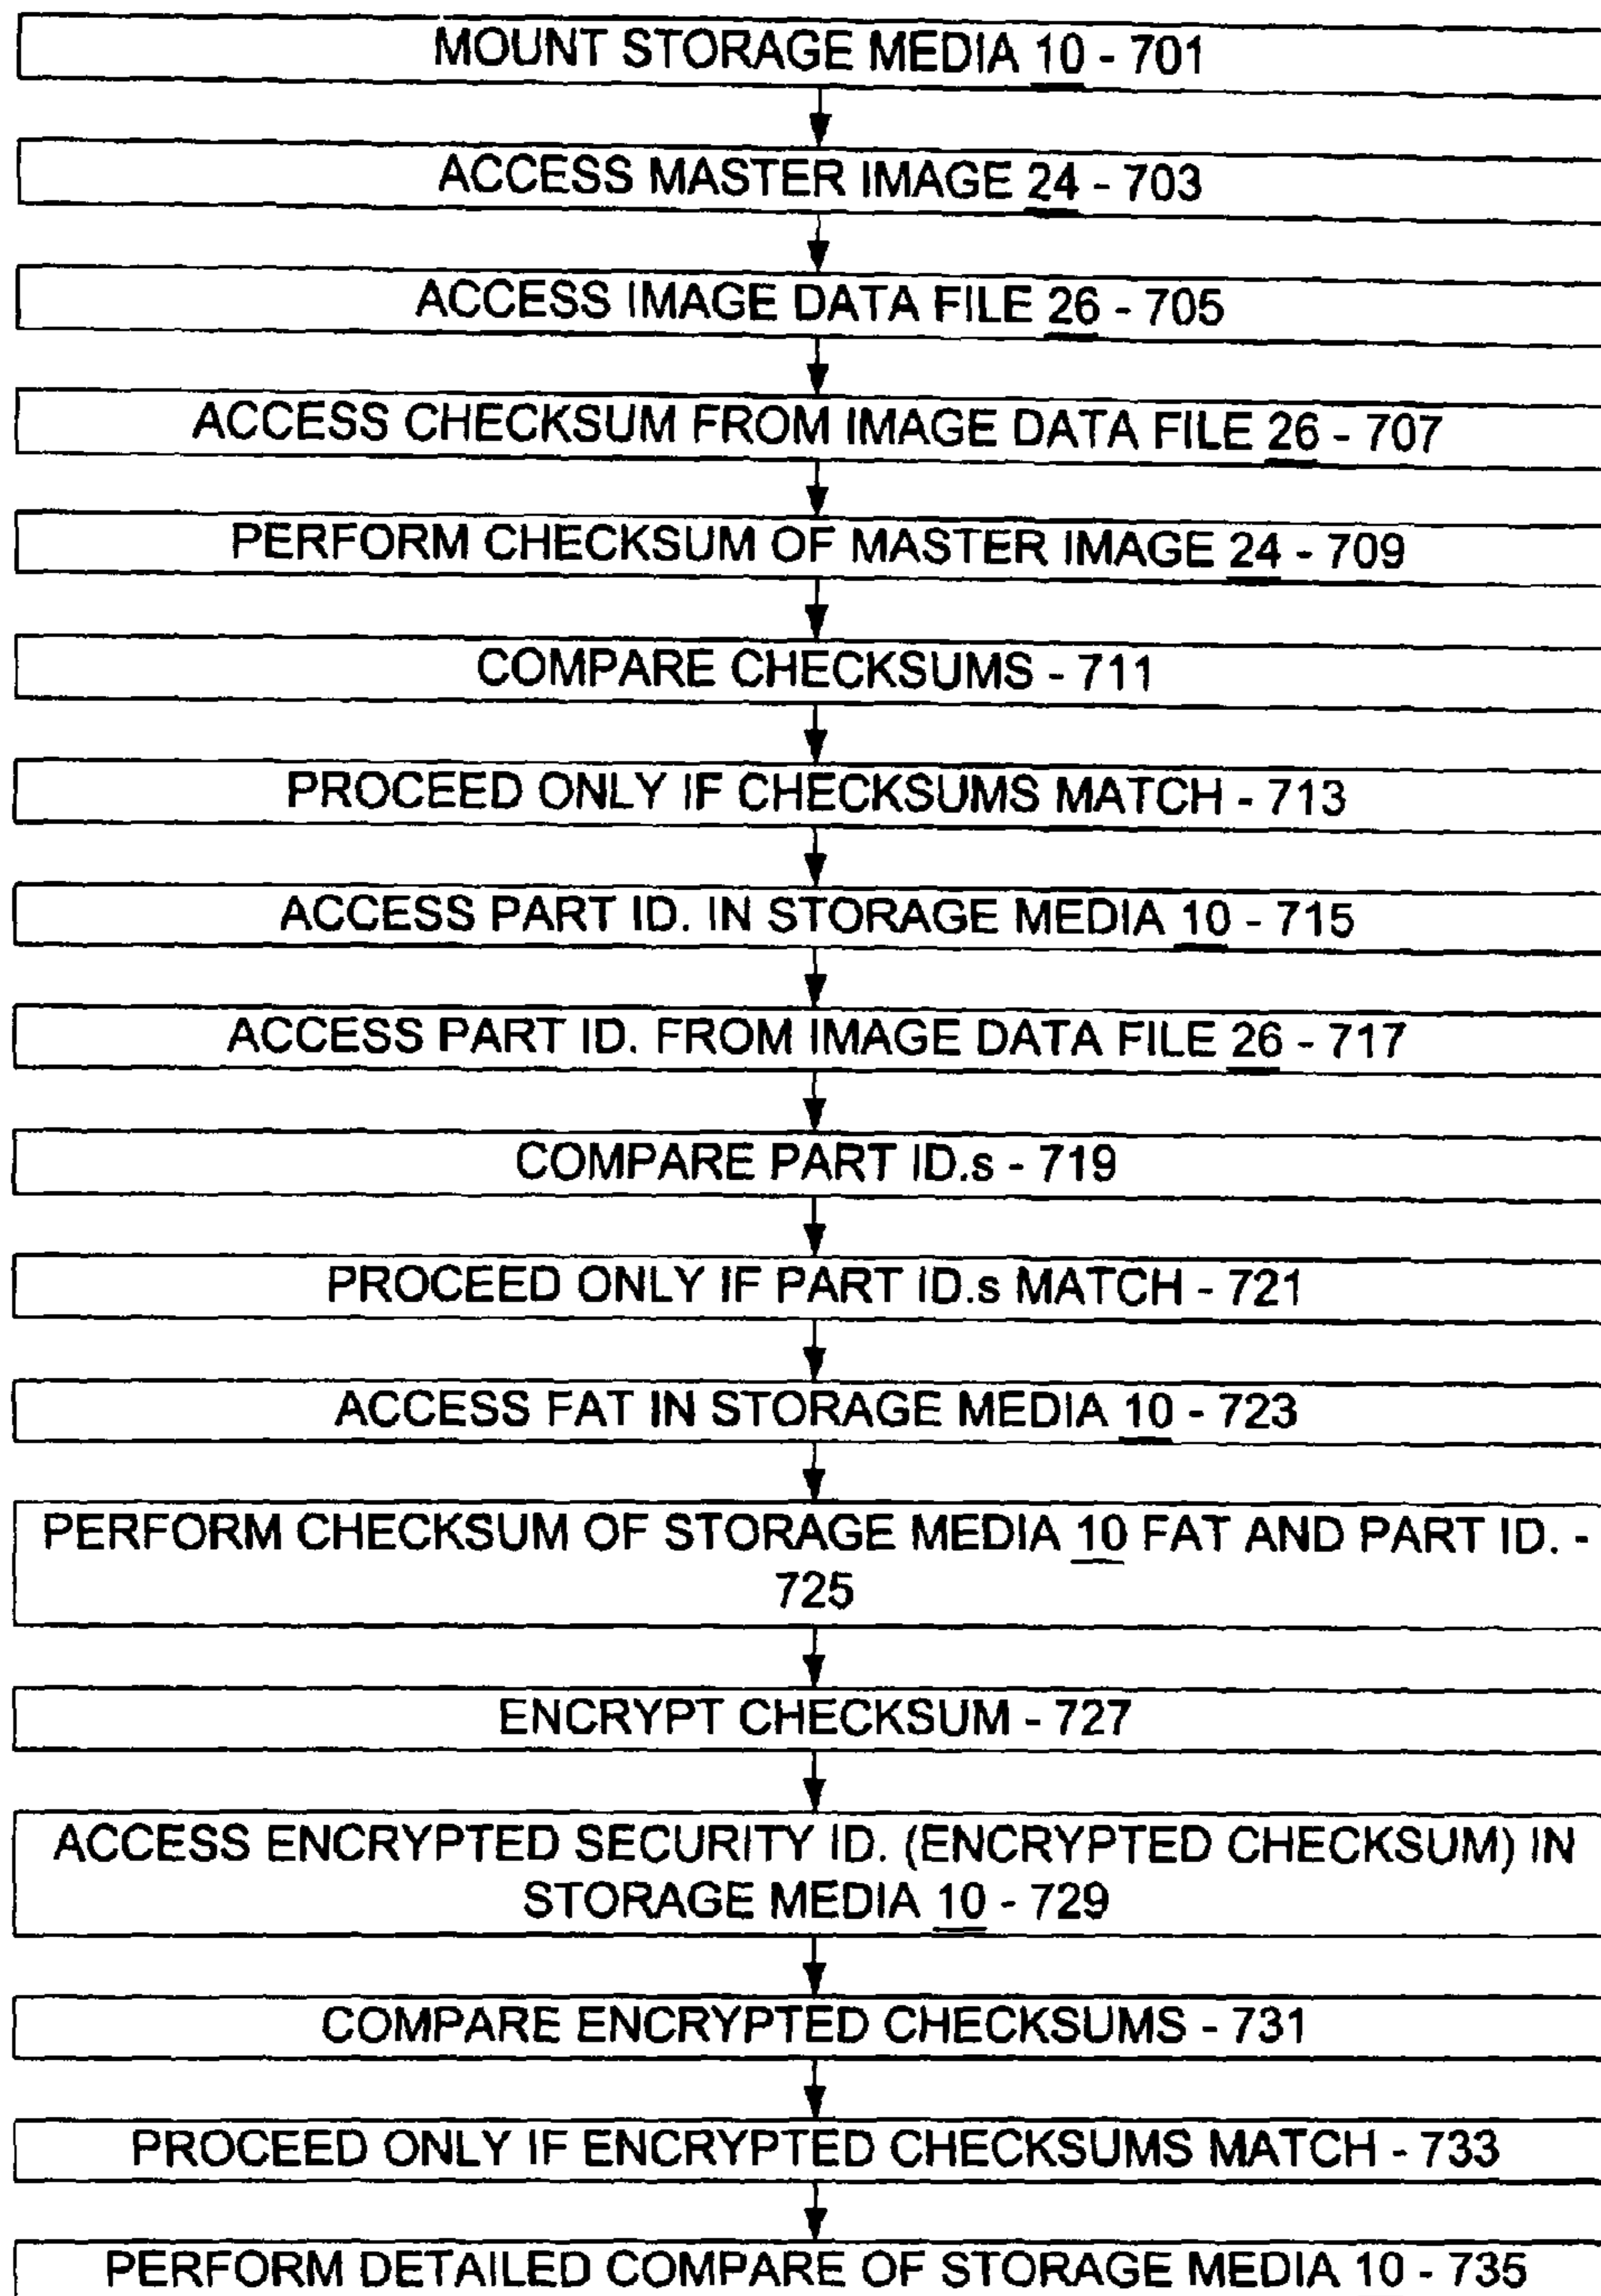 MOUNT STORAGE MEDIA 10 - 701
ACCESS MASTER IMAGE 24 - 703
ACCESS IMAGE DATA FILE 26 - 705
ACCESS CHECKSUM FROM IMAGE DATA FILE 26 - 707
PERFORM CHECKSUM OF MASTER IMAGE 24 - 709
COMPARE CHECKSUMS - 711
PROCEED ONLY IF CHECKSUMS MATCH - 713
ACCESS PART ID. IN STORAGE MEDIA 10 - 715
ACCESS PART ID. FROM IMAGE DATA FILE 26 - 717
COMPARE PART ID.s - 719
PROCEED ONLY IF PART ID.s MATCH - 721
ACCESS FAT IN STORAGE MEDIA 10 - 723
PERFORM CHECKSUM OF STORAGE MEDIA 10 FAT AND PART ID. -
725
ENCRYPT CHECKSUM - 727
ACCESS ENCRYPTED SECURITY ID. (ENCRYPTED CHECKSUM) IN
STORAGE MEDIA 10 - 729
COMPARE ENCRYPTED CHECKSUMS - 731
PROCEED ONLY IF ENCRYPTED CHECKSUMS MATCH - 733
PERFORM DETAILED COMPARE OF STORAGE MEDIA 10 - 735